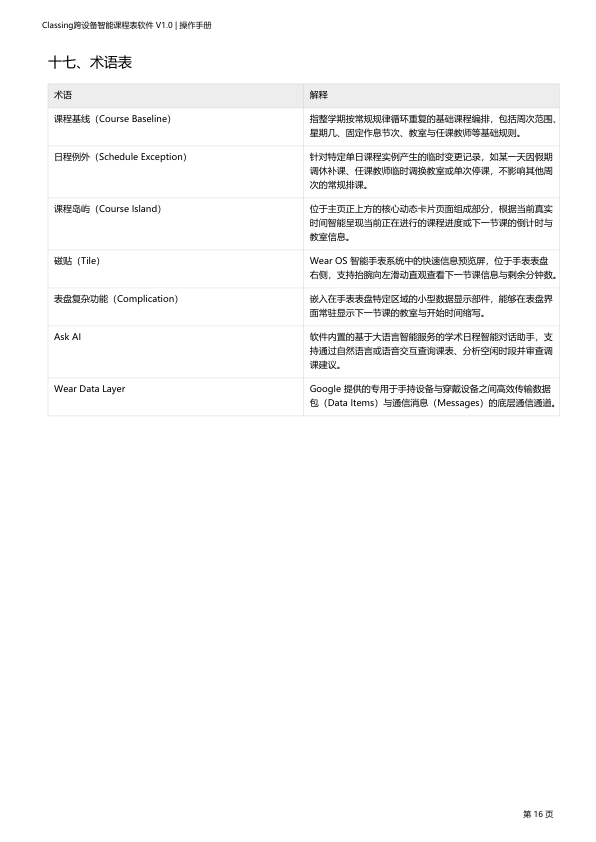 Classing跨设备智能课程表软件 V1.0 | 操作手册
十七、术语表
术语
解释
课程基线（Course Baseline）
指整学期按常规规律循环重复的基础课程编排，包括周次范围、
星期几、固定作息节次、教室与任课教师等基础规则。
日程例外（Schedule Exception）
针对特定单日课程实例产生的临时变更记录，如某一天因假期
调休补课、任课教师临时调换教室或单次停课，不影响其他周
次的常规排课。
课程岛屿（Course Island）
位于主页正上方的核心动态卡片页面组成部分，根据当前真实
时间智能呈现当前正在进行的课程进度或下一节课的倒计时与
教室信息。
磁贴（Tile）
Wear OS 智能手表系统中的快速信息预览屏，位于手表表盘
右侧，支持抬腕向左滑动直观查看下一节课信息与剩余分钟数。
表盘复杂功能（Complication）
嵌入在手表表盘特定区域的小型数据显示部件，能够在表盘界
面常驻显示下一节课的教室与开始时间缩写。
Ask AI
软件内置的基于大语言智能服务的学术日程智能对话助手，支
持通过自然语言或语音交互查询课表、分析空闲时段并审查调
课建议。
Wear Data Layer
Google 提供的专用于手持设备与穿戴设备之间高效传输数据
包（Data Items）与通信消息（Messages）的底层通信通道。
第 16 页